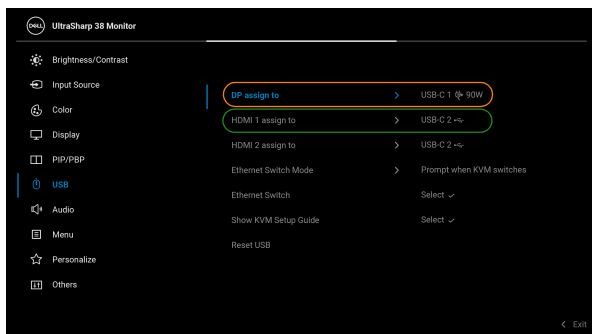 DELL UltraSharp 38 Monitor
Brightness/Contrast
Input Source
Color
Display
PIP/PBP
USB
Audio
Menu
Personalize
Others
DP assign to > USB-C 1 90W
HDMI 1 assign to > USB-C 2
HDMI 2 assign to > USB-C 2
Ethernet Switch Mode > Prompt when KVM switches
Ethernet Switch Select ✓
Show KVM Setup Guide Select ✓
Reset USB
< Exit